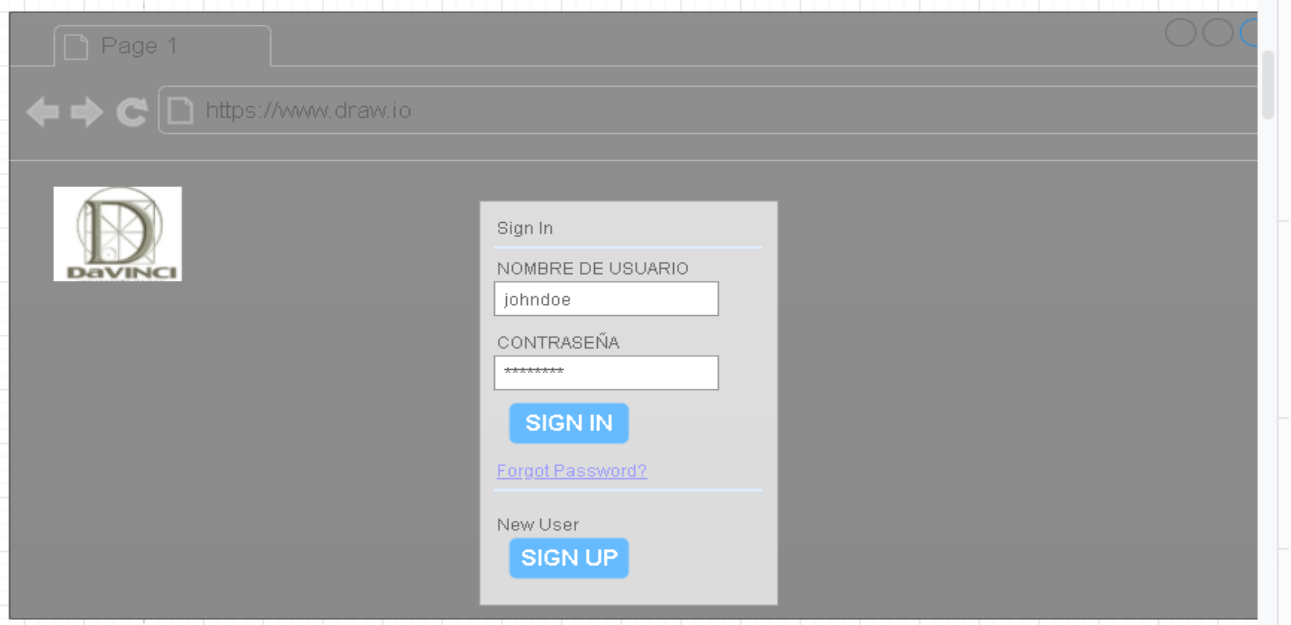 Page 1
https://www.draw.io
D
DaVINCI
Sign In
NOMBRE DE USUARIO
johndoe
CONTRASEÑA
********
SIGN IN
Forgot Password?
New User
SIGN UP